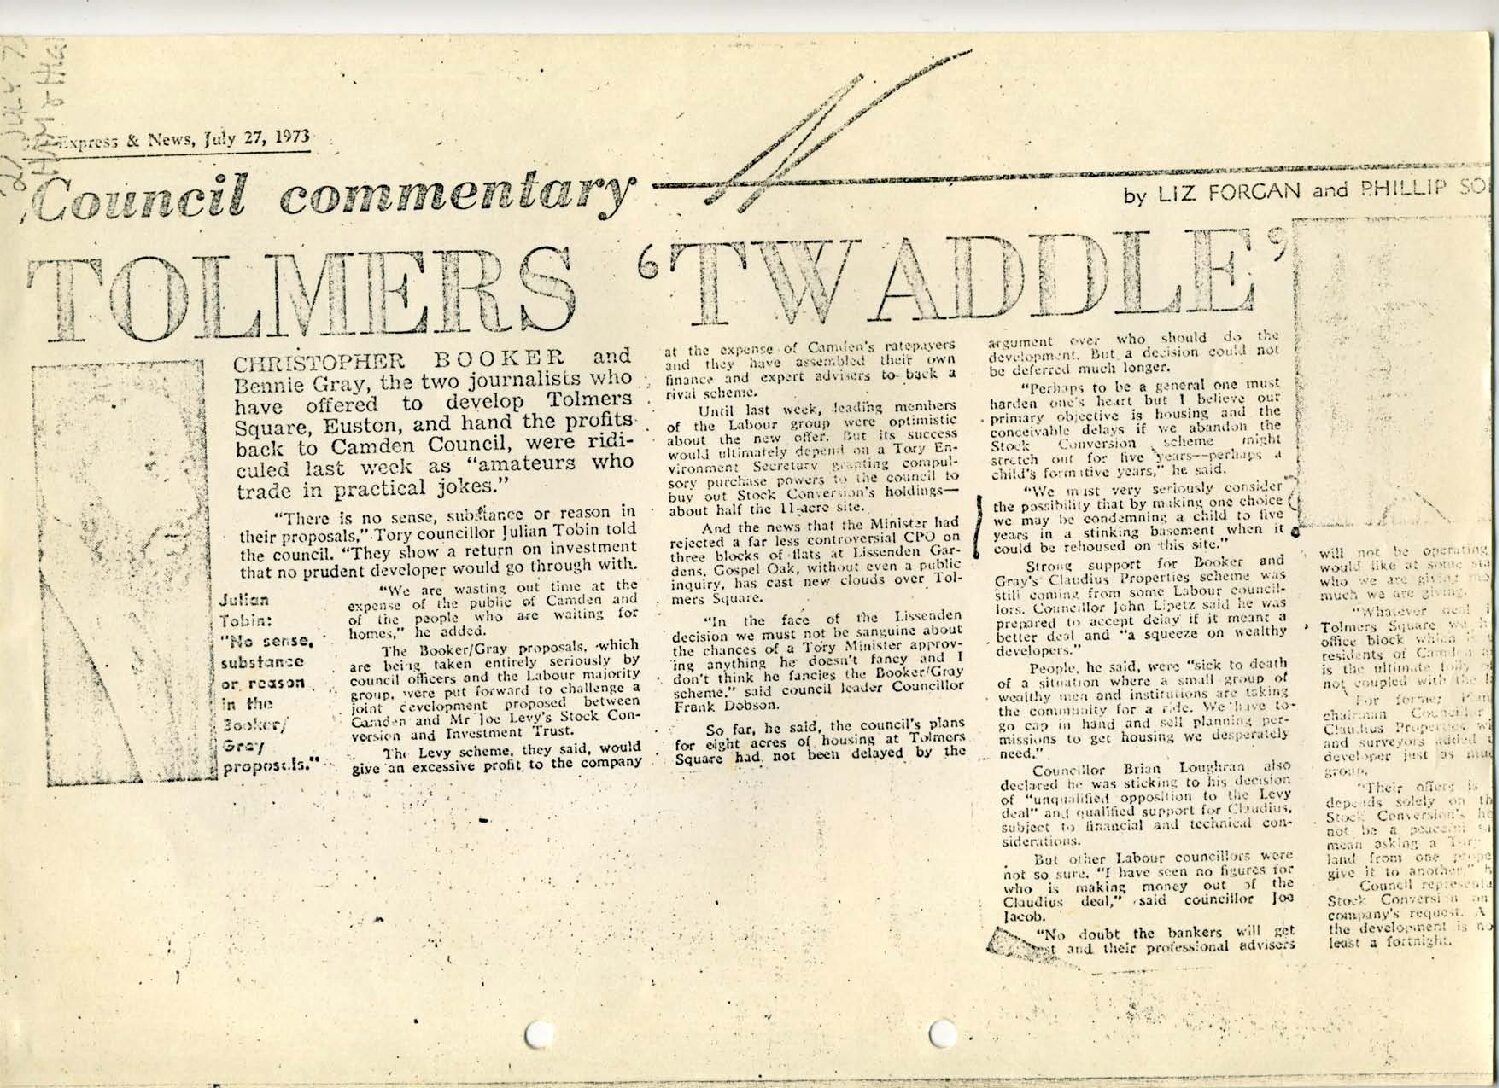 Express & News, July 27, 1973
Council commentary
by LIZ FORGAN and PHILLIP
TOLMERS ‘TWADDLE’
CHRISTOPHER BOOKER and
Bennie Gray, the two journalists who
have offered to develop Tolmers
Square, Euston, and hand the profits
back to Camden Council, were ridi-
culed last week as "amateurs who
trade in practical jokes."
"There is no sense, substance or reason in
their proposals," Tory councillor Julian Tobin told
the council. "They show a return on investment
that no prudent developer would go through with.
Julian
Tobin:
"No sense,
substance
or reason
in the
Booker/
Gray
proposals."
"We are wasting out time at the
expense of the public of Camden and
of the people who are waiting for
homes," he added.
The Booker/Gray proposals, which
are being taken entirely seriously by
council officers and the Labour majority
group, were put forward to challenge a
joint development proposed between
Camden and Mr Joe Levy's Stock Con-
version and Investment Trust.
The Levy scheme, they said, would
give an excessive profit to the company
at the expense of Camden's ratepayers
and they have assembled their own
finance and expert advisers to back a
rival scheme.
Until last week, leading members
of the Labour group were optimistic
about the new offer. But its success
would ultimately depend on a Tory En-
vironment Secretary granting compul-
sory purchase powers to the council to
buy out Stock Conversion's holdings—
about half the 11-acre site.
And the news that the Minister had
rejected a far less controversial CPO on
three blocks of flats at Lissenden Gar-
dens, Gospel Oak, without even a public
inquiry, has cast new clouds over Tol-
mers Square.
"In the face of the Lissenden
decision we must not be sanguine about
the chances of a Tory Minister approv-
ing anything he doesn't fancy and I
don't think he fancies the Booker/Gray
scheme," said council leader Councillor
Frank Dobson.
So far, he said, the council's plans
for eight acres of housing at Tolmers
Square had not been delayed by the
argument over who should do the
development. But a decision could not
be deferred much longer.
"Perhaps to be a general one must
harden one's heart but I believe our
primary objective is housing and the
conceivable delays if we abandon the
Stock Conversion scheme might
stretch out for five years—perhaps a
child's formative years," he said.
"We must very seriously consider
the possibility that by making one choice
we may be condemning a child to live
years in a stinking basement when it
could be rehoused on this site."
Strong support for Booker and
Gray's Claudius Properties scheme was
still coming from some Labour council-
lors. Councillor John Lipetz said he was
prepared to accept delay if it meant a
better deal and "a squeeze on wealthy
developers."
People, he said, were "sick to death
of a situation where a small group of
wealthy men and institutions are taking
the community for a ride. We have to
go cap in hand and sell planning per-
missions to get housing we desperately
need."
Councillor Brian Loughran also
declared he was sticking to his decision
of "unqualified opposition to the Levy
deal" and qualified support for Claudius,
subject to financial and technical con-
siderations.
But other Labour councillors were
not so sure. "I have seen no figures for
who is making money out of the
Claudius deal," said councillor Joe
Jacob.
"No doubt the bankers will get
and their professional advisers
will not be operating
would like at some
who we are giving
much we are giving.
"Whatever deal
Tolmers Square
office block which
residents of Camden
is the ultimate
not coupled with the
For former
chairman Councillor
Claudius Properties
and surveyors added
developer just as
group.
"Their offers is
depends solely on
Stock Conversion's
not be a peaceful
mean asking a
land from one
give it to another"
Council
Stock Conversion on
company's request. A
the development is
least a fortnight.